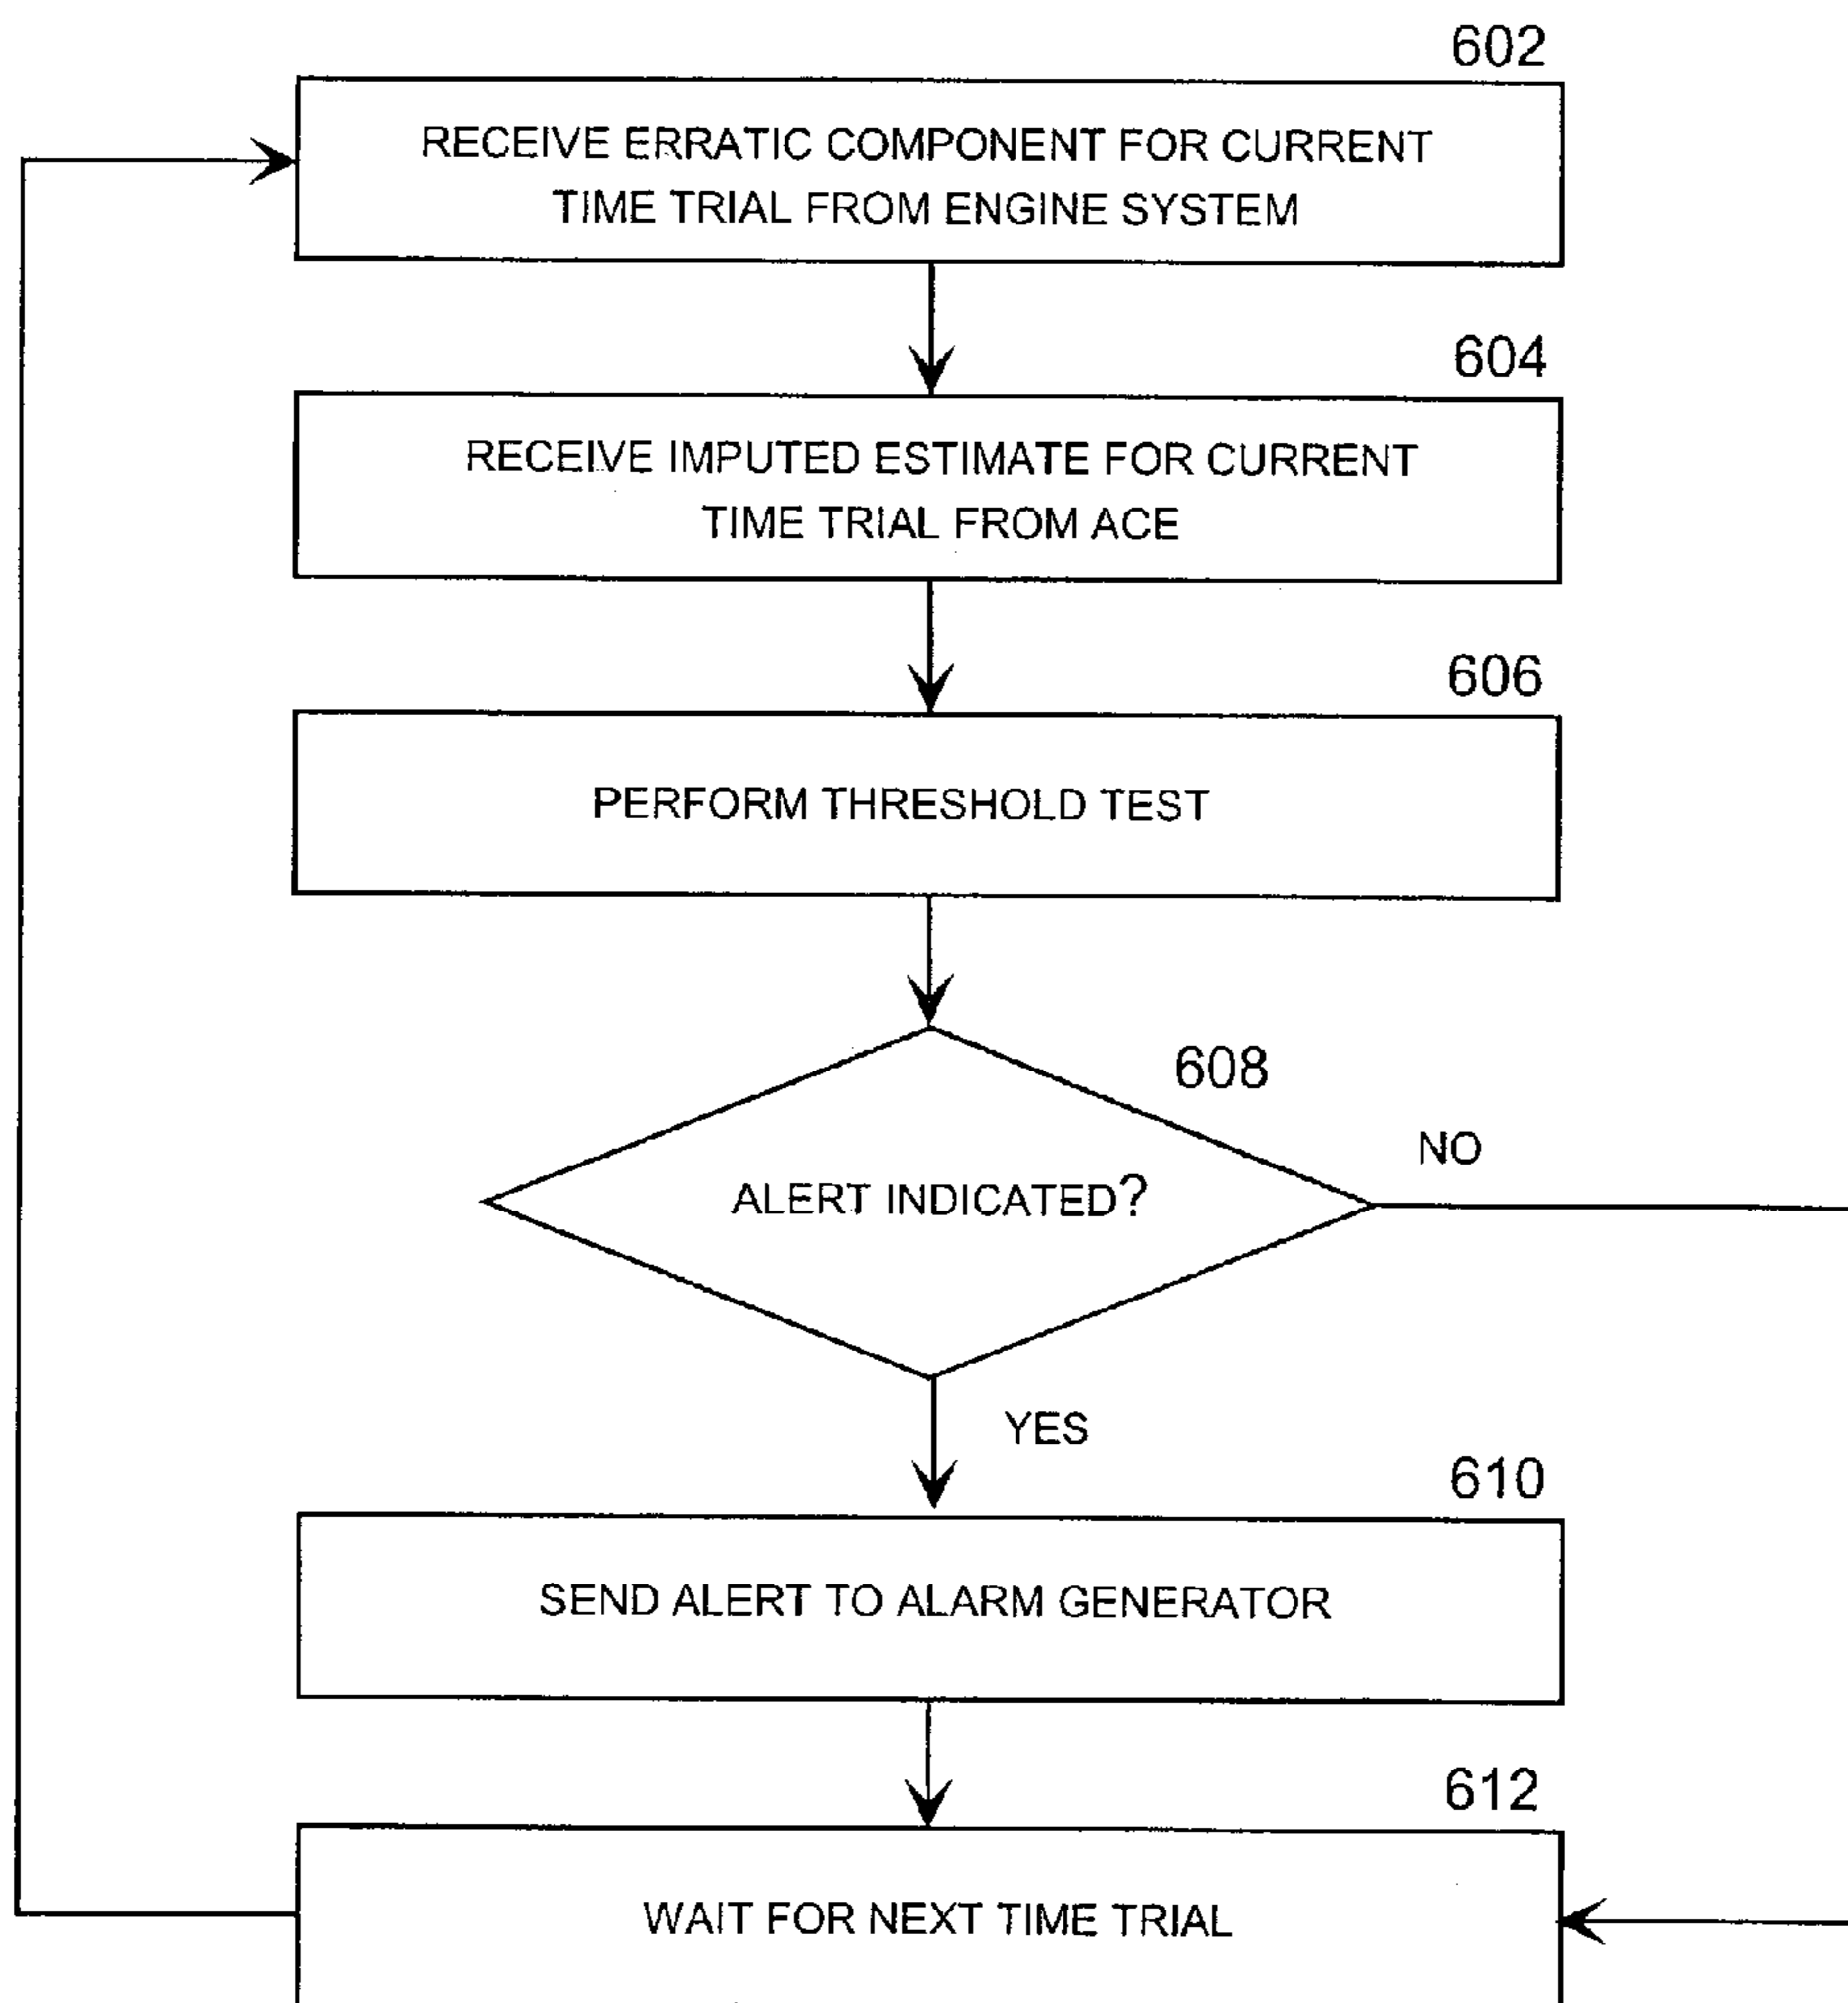 602
RECEIVE ERRATIC COMPONENT FOR CURRENT
TIME TRIAL FROM ENGINE SYSTEM
604
RECEIVE IMPUTED ESTIMATE FOR CURRENT
TIME TRIAL FROM ACE
606
PERFORM THRESHOLD TEST
608
ALERT INDICATED?
NO
YES
610
SEND ALERT TO ALARM GENERATOR
612
WAIT FOR NEXT TIME TRIAL